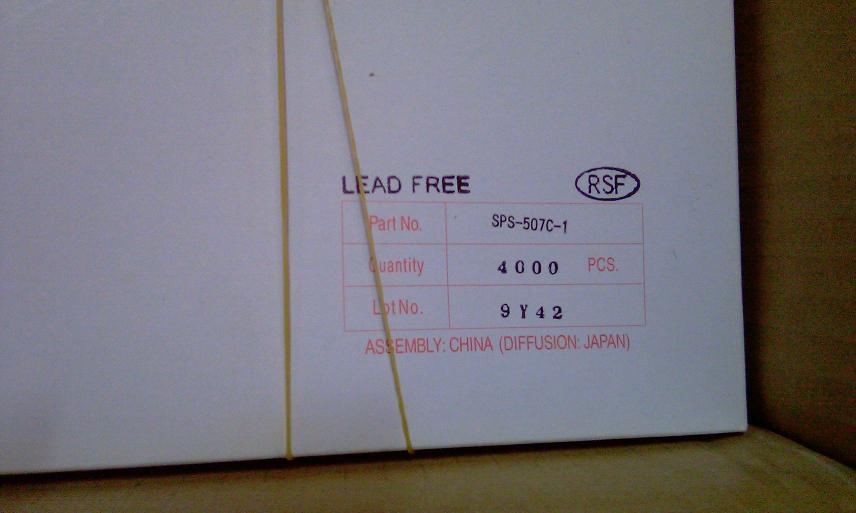 LEAD FREE RSF
Part No. SPS-507C-1
Quantity 4000 PCS.
Lot No. 9Y42
ASSEMBLY: CHINA (DIFFUSION: JAPAN)